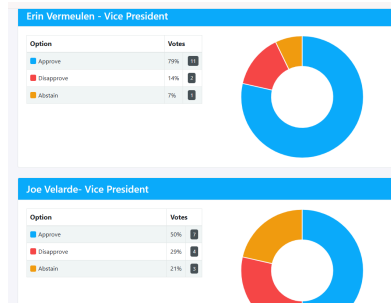 Erin Vermeulen - Vice President
Option Votes
Approve 79% 11
Disapprove 14% 2
Abstain 7% 1
Joe Velarde- Vice President
Option Votes
Approve 50% 7
Disapprove 29% 4
Abstain 21% 3